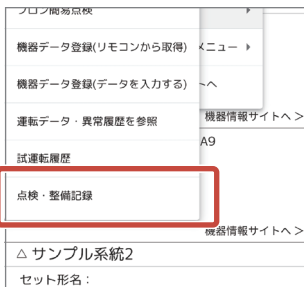 フロン簡易点検
機器データ登録(リモコンから取得)
メニュー
機器データ登録(データを入力する)
へ
運転データ・異常履歴を参照
機器情報サイトへ >
A9
試運転履歴
点検・整備記録
機器情報サイトへ >
△ サンプル系統2
セット形名：